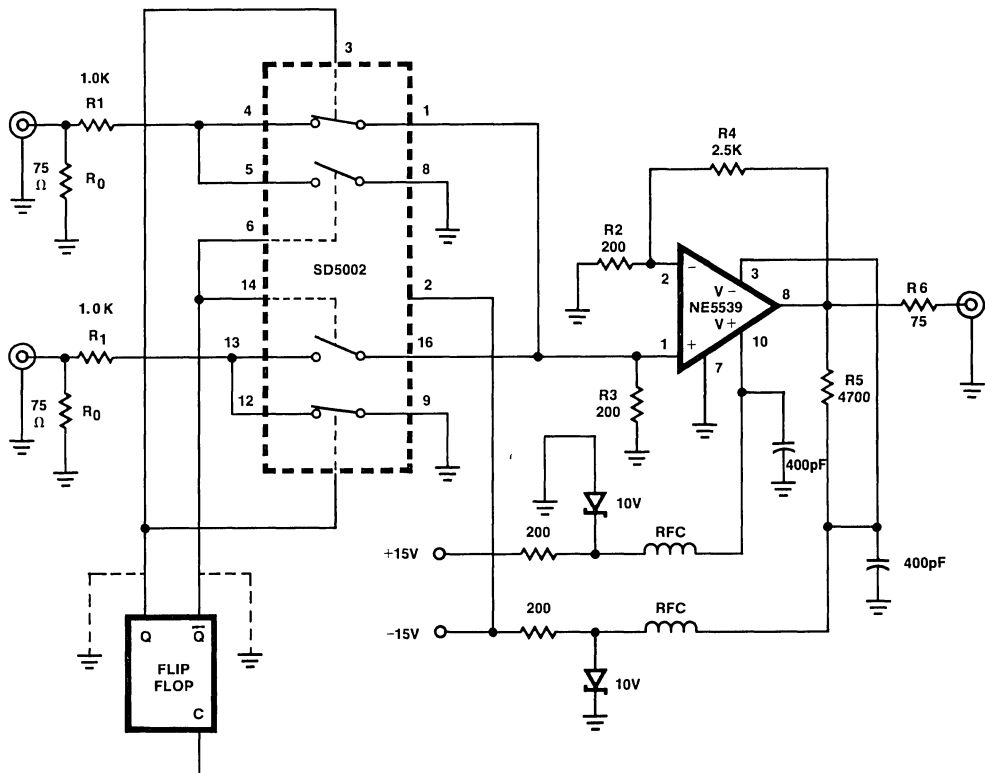 3
1.0K
R1
4
1
75
Ω
R0
5
8
6
SD5002
14
2
1.0 K
R1
13
16
75
Ω
R0
12
9
R4
2.5K
R2
200
2
−
3
V−
NE5539
V+
8
10
R 6
75
1
+
7
R3
200
R5
4700
400pF
10V
+15V
200
RFC
400pF
−15V
200
RFC
10V
Q
Q̅
FLIP
FLOP
C